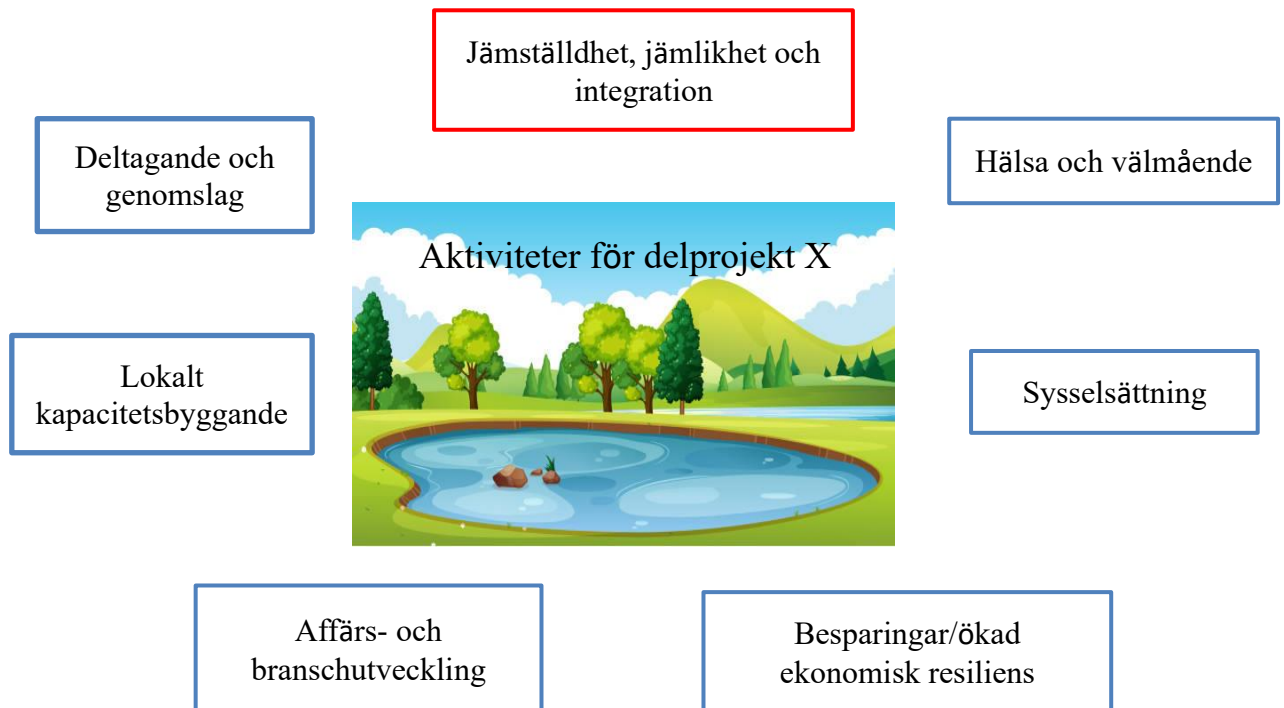 Jämställdhet, jämlikhet och
integration
Deltagande och
genomslag
Hälsa och välmående
Aktiviteter för delprojekt X
Lokalt
kapacitetsbyggande
Sysselsättning
Affärs- och
branschutveckling
Besparingar/ökad
ekonomisk resiliens